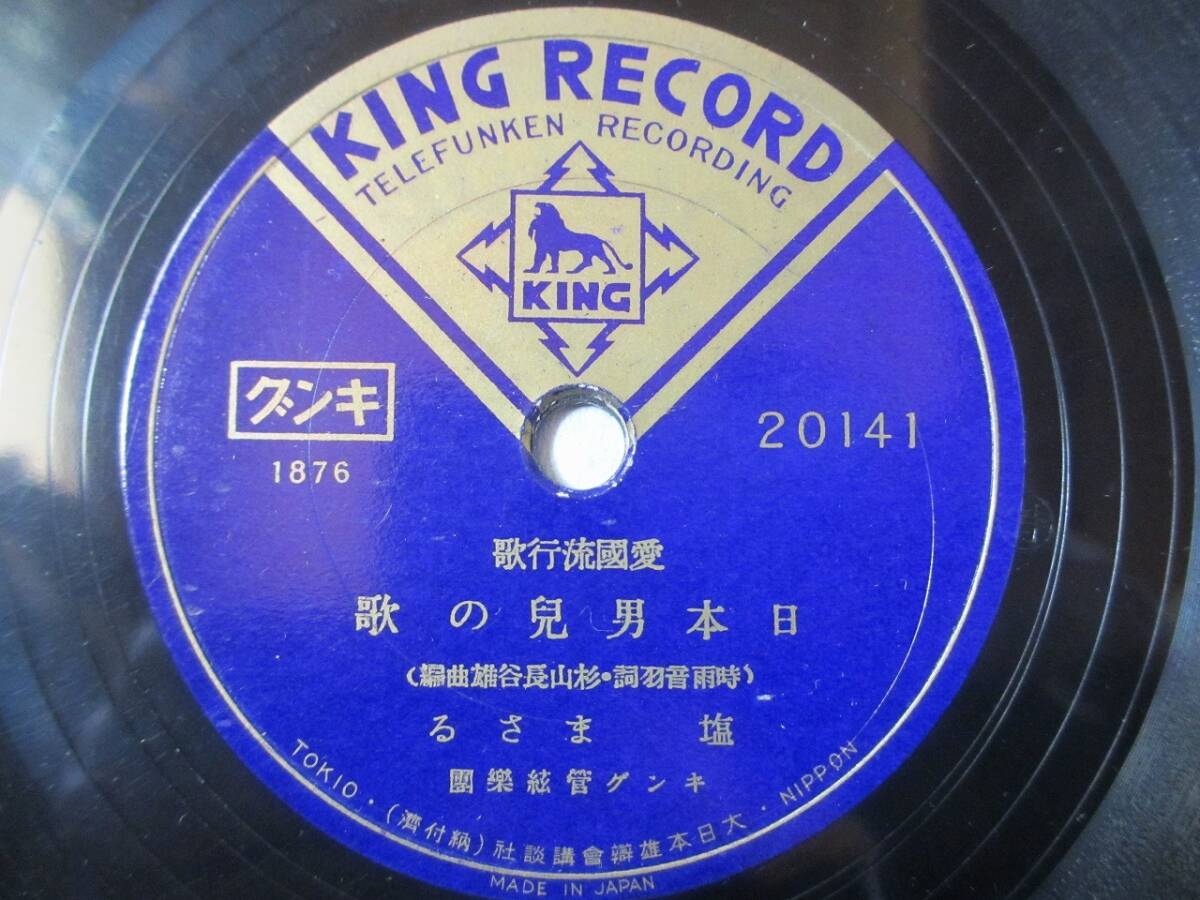 KING RECORD
TELEFUNKEN RECORDING
KING
キング
1876
20141
愛國流行歌
日本男兒の歌
(時雨音羽詞・杉山長谷雄曲編)
塩 まさる
キング管絃樂團
TOKIO・大日本雄辯會講談社(納付濟)・NIPPON
MADE IN JAPAN